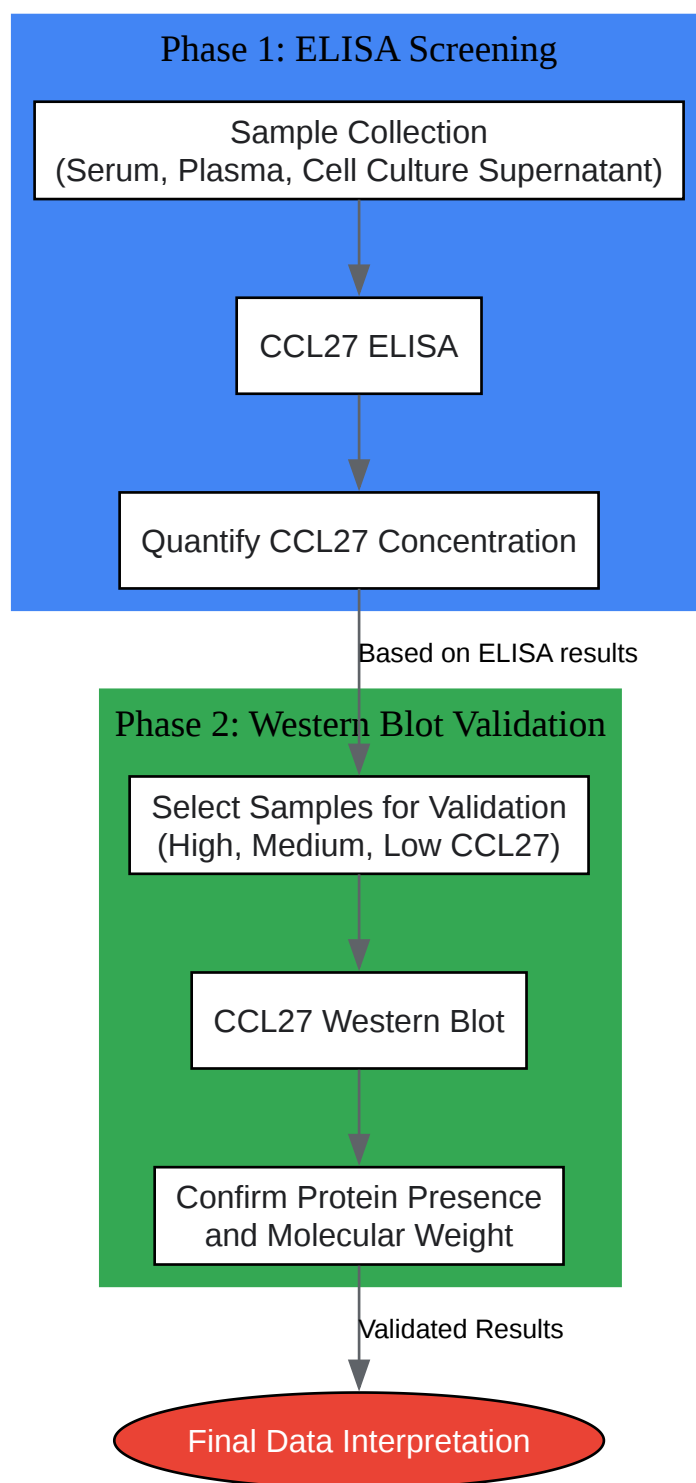 Phase 1: ELISA Screening
Sample Collection
(Serum, Plasma, Cell Culture Supernatant)
CCL27 ELISA
Quantify CCL27 Concentration
Based on ELISA results
Phase 2: Western Blot Validation
Select Samples for Validation
(High, Medium, Low CCL27)
CCL27 Western Blot
Confirm Protein Presence
and Molecular Weight
Validated Results
Final Data Interpretation